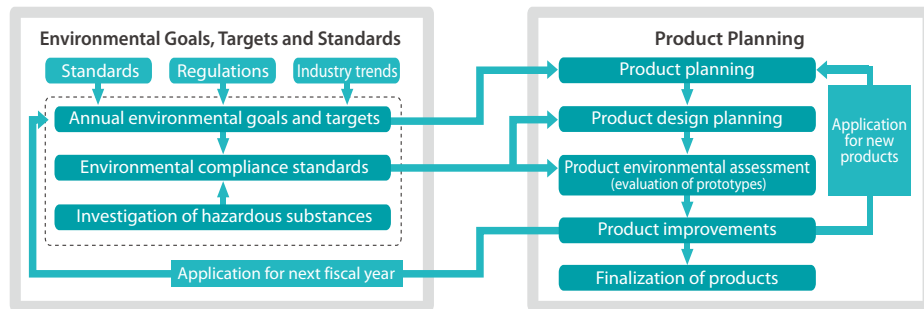 Environmental Goals, Targets and Standards
Standards
Regulations
Industry trends
Annual environmental goals and targets
Environmental compliance standards
Investigation of hazardous substances
Application for next fiscal year
Product Planning
Product planning
Product design planning
Product environmental assessment
(evaluation of prototypes)
Product improvements
Finalization of products
Application
for new
products